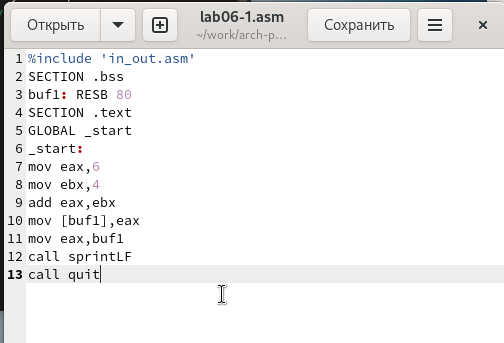 Открыть
lab06-1.asm
~/work/arch-p...
Сохранить
1 %include 'in_out.asm'
2 SECTION .bss
3 buf1: RESB 80
4 SECTION .text
5 GLOBAL _start
6 _start:
7 mov eax,6
8 mov ebx,4
9 add eax,ebx
10 mov [buf1],eax
11 mov eax,buf1
12 call sprintLF
13 call quit